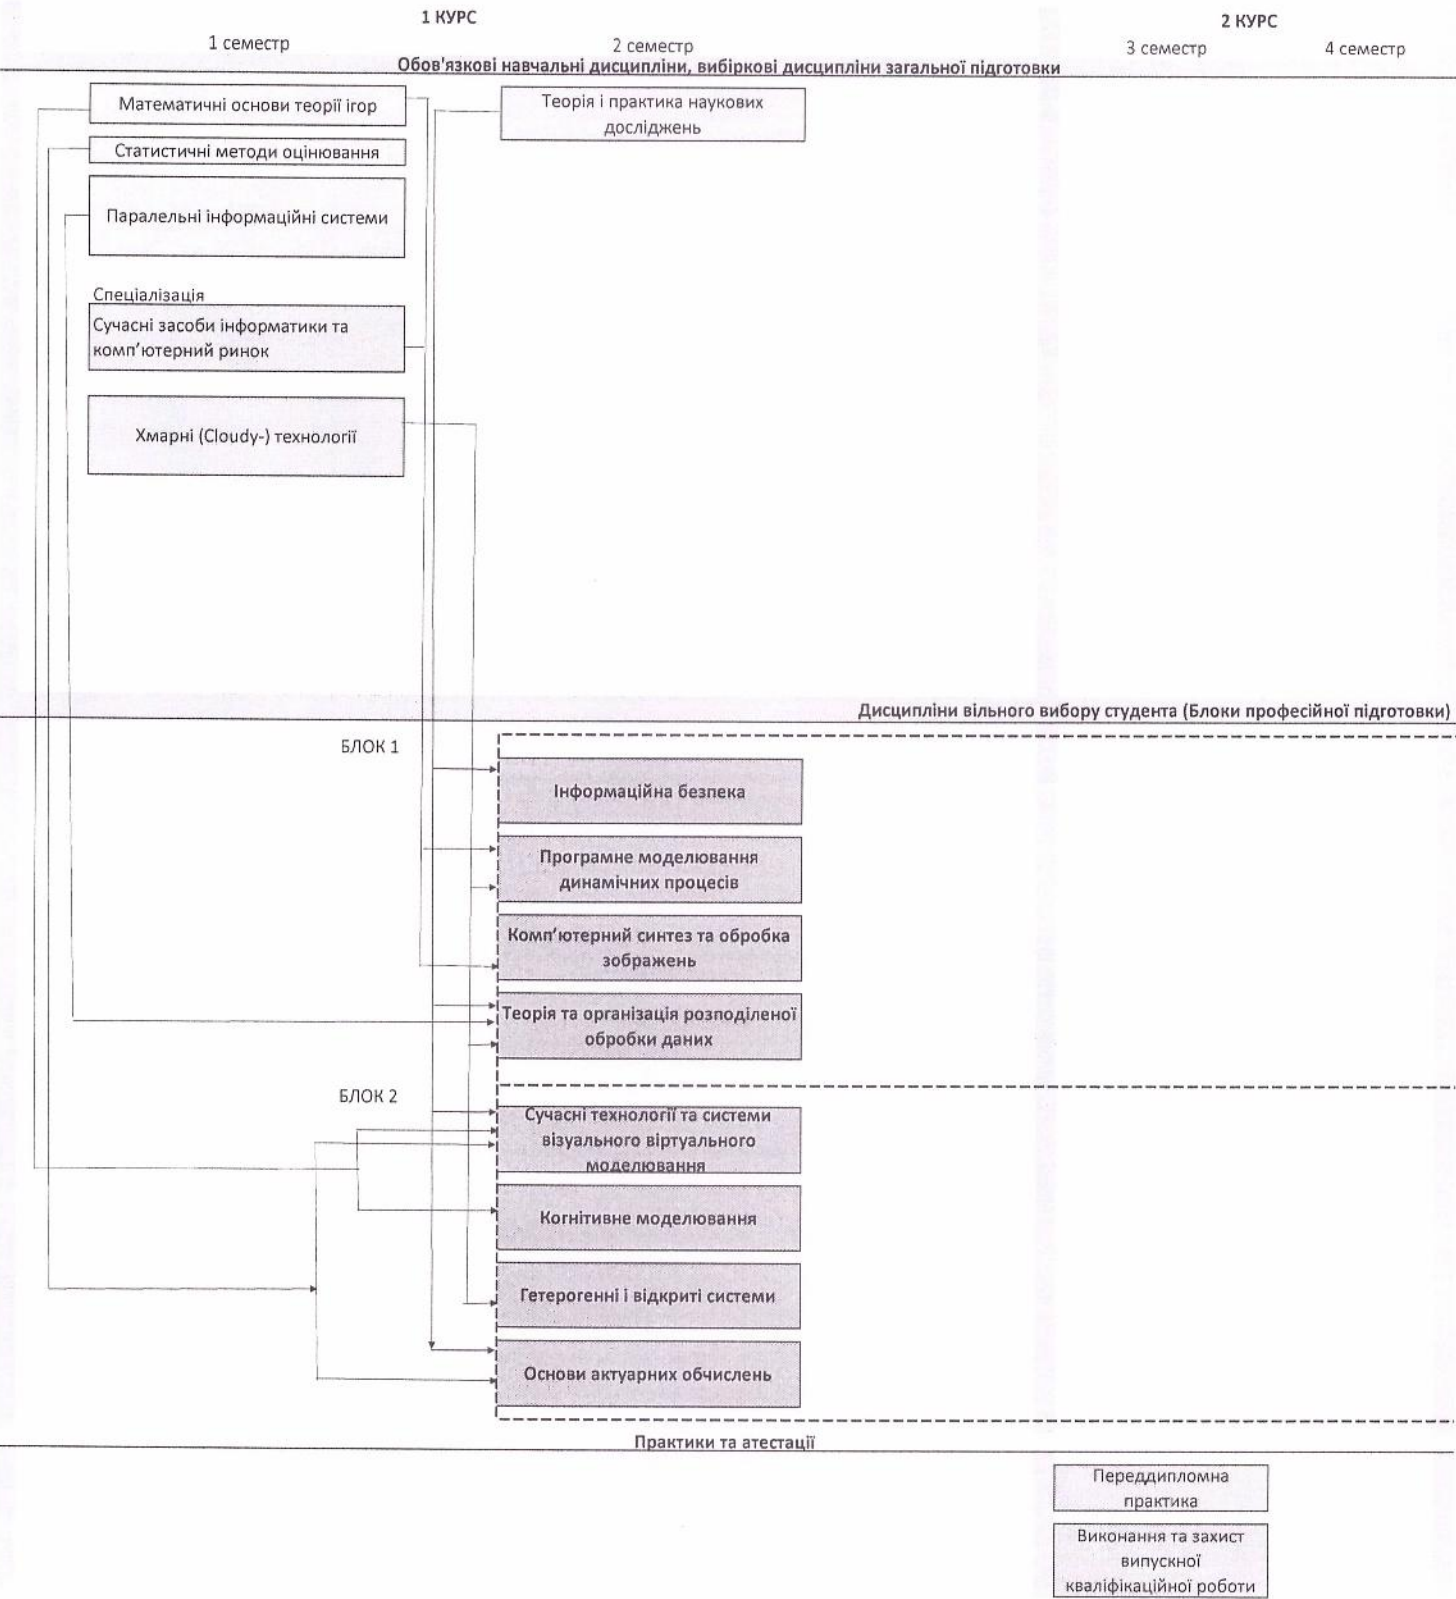 1 КУРС
2 КУРС
1 семестр
2 семестр
3 семестр
4 семестр
Обов'язкові навчальні дисципліни, вибіркові дисципліни загальної підготовки
Математичні основи теорії ігор
Теорія і практика наукових
досліджень
Статистичні методи оцінювання
Паралельні інформаційні системи
Спеціалізація
Сучасні засоби інформатики та
комп'ютерний ринок
Хмарні (Cloudy-) технології
Дисципліни вільного вибору студента (Блоки професійної підготовки)
БЛОК 1
Інформаційна безпека
Програмне моделювання
динамічних процесів
Комп'ютерний синтез та обробка
зображень
Теорія та організація розподіленої
обробки даних
БЛОК 2
Сучасні технології та системи
візуального віртуального
моделювання
Когнітивне моделювання
Гетерогенні і відкриті системи
Основи актуарних обчислень
Практики та атестації
Переддипломна
практика
Виконання та захист
випускної
кваліфікаційної роботи